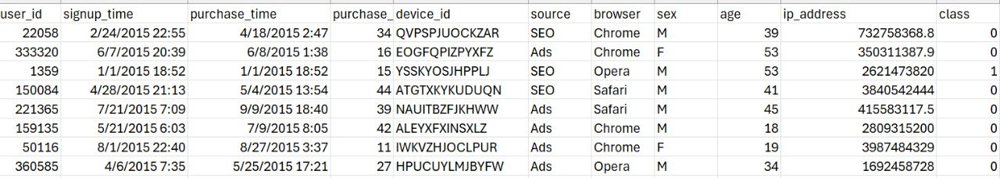 user_id signup_time purchase_time purchase_ device_id source browser sex age ip_address class
22058 2/24/2015 22:55 4/18/2015 2:47 34 QVPSPJUOCKZAR SEO Chrome M 39 732758368.8 0
333320 6/7/2015 20:39 6/8/2015 1:38 16 EOGFQPIZPYXFZ Ads Chrome F 53 350311387.9 0
1359 1/1/2015 18:52 1/1/2015 18:52 15 YSSKYOSJHPPLJ SEO Opera M 53 2621473820 1
150084 4/28/2015 21:13 5/4/2015 13:54 44 ATGTXKYKUDUQN SEO Safari M 41 3840542444 0
221365 7/21/2015 7:09 9/9/2015 18:40 39 NAUITBZFJKHWW Ads Safari M 45 415583117.5 0
159135 5/21/2015 6:03 7/9/2015 8:05 42 ALEYXFXINSXLZ Ads Chrome M 18 2809315200 0
50116 8/1/2015 22:40 8/27/2015 3:37 11 IWKVZHJOCLPUR Ads Chrome F 19 3987484329 0
360585 4/6/2015 7:35 5/25/2015 17:21 27 HPUCUYLMJBYFW Ads Opera M 34 1692458728 0